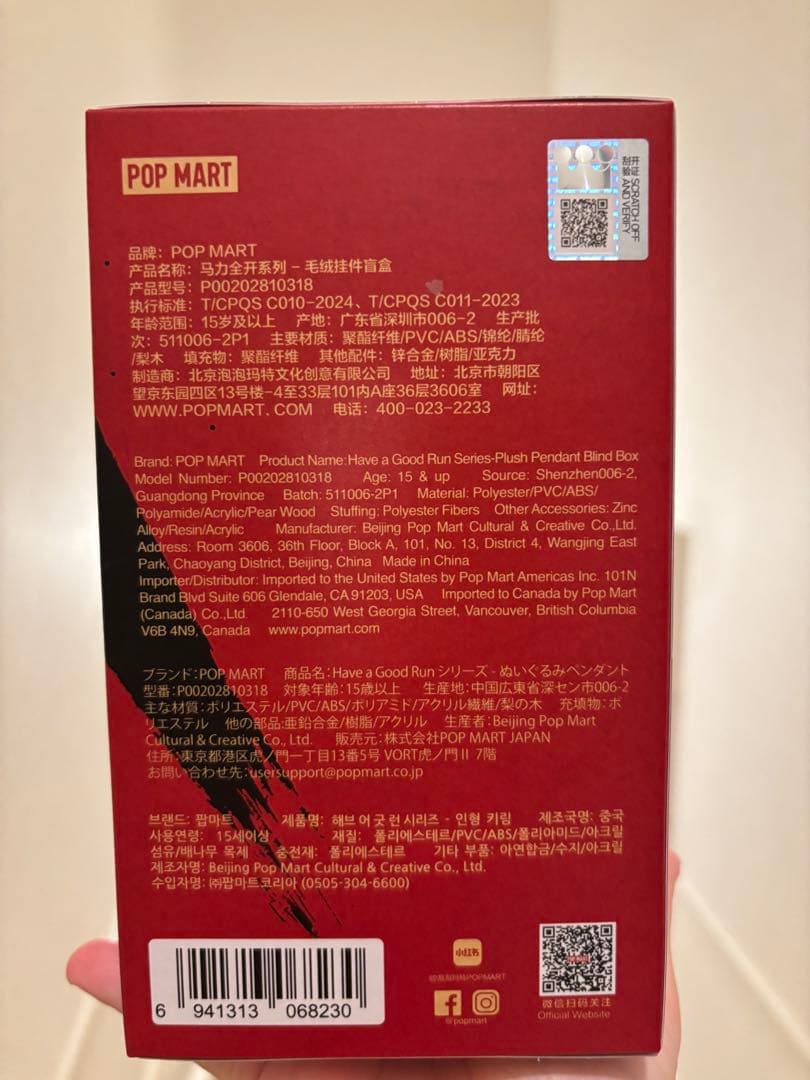 POP MART
开启 SCRATCH OFF
刮验 AND VERIFY
品牌：POP MART
产品名称：马力全开系列 - 毛绒挂件盲盒
产品型号：P00202810318
执行标准：T/CPQS C010-2024、T/CPQS C011-2023
年龄范围：15岁及以上 产地：广东省深圳市006-2 生产批
次：511006-2P1 主要材质：聚酯纤维/PVC/ABS/锦纶/腈纶
/梨木 填充物：聚酯纤维 其他配件：锌合金/树脂/亚克力
制造商：北京泡泡玛特文化创意有限公司 地址：北京市朝阳区
望京东园四区13号楼-4至33层101内A座36层3606室 网址：
WWW.POPMART.COM 电话：400-023-2233
Brand: POP MART Product Name: Have a Good Run Series-Plush Pendant Blind Box
Model Number: P00202810318 Age: 15 & up Source: Shenzhen006-2,
Guangdong Province Batch: 511006-2P1 Material: Polyester/PVC/ABS/
Polyamide/Acrylic/Pear Wood Stuffing: Polyester Fibers Other Accessories: Zinc
Alloy/Resin/Acrylic Manufacturer: Beijing Pop Mart Cultural & Creative Co.,Ltd.
Address: Room 3606, 36th Floor, Block A, 101, No. 13, District 4, Wangjing East
Park, Chaoyang District, Beijing, China Made in China
Importer/Distributor: Imported to the United States by Pop Mart Americas Inc. 101N
Brand Blvd Suite 606 Glendale, CA 91203, USA Imported to Canada by Pop Mart
(Canada) Co.,Ltd. 2110-650 West Georgia Street, Vancouver, British Columbia
V6B 4N9, Canada www.popmart.com
ブランド：POP MART 商品名：Have a Good Run シリーズ - ぬいぐるみペンダント
型番：P00202810318 対象年齢：15歳以上 生産地：中国広東省深セン市006-2
主材質：ポリエステル/PVC/ABS/ポリアミド/アクリル繊維/梨の木 充填物：ポ
リエステル 他の部品：亜鉛合金/樹脂/アクリル 生産者：Beijing Pop Mart
Cultural & Creative Co., Ltd. 販売元：株式会社POP MART JAPAN
住所：東京都港区虎ノ門一丁目13番5号 VORT虎ノ門Ⅱ 7階
お問い合わせ先：usersupport@popmart.co.jp
브랜드: 팝마트 제품명: 해브 어 굿 런 시리즈 - 인형 키링 제조국명: 중국
사용연령: 15세이상 재질: 폴리에스테르/PVC/ABS/폴리아미드/아크릴
섬유/배나무 목제 충전재: 폴리에스테르 기타 부품: 아연합금/수지/아크릴
제조자명: Beijing Pop Mart Cultural & Creative Co., Ltd.
수입자명: ㈜팝마트코리아 (0505-304-6600)
6 941313 068230
小红书
@泡泡玛特POPMART
@popmart
POP MART
微信扫码关注
Official Website